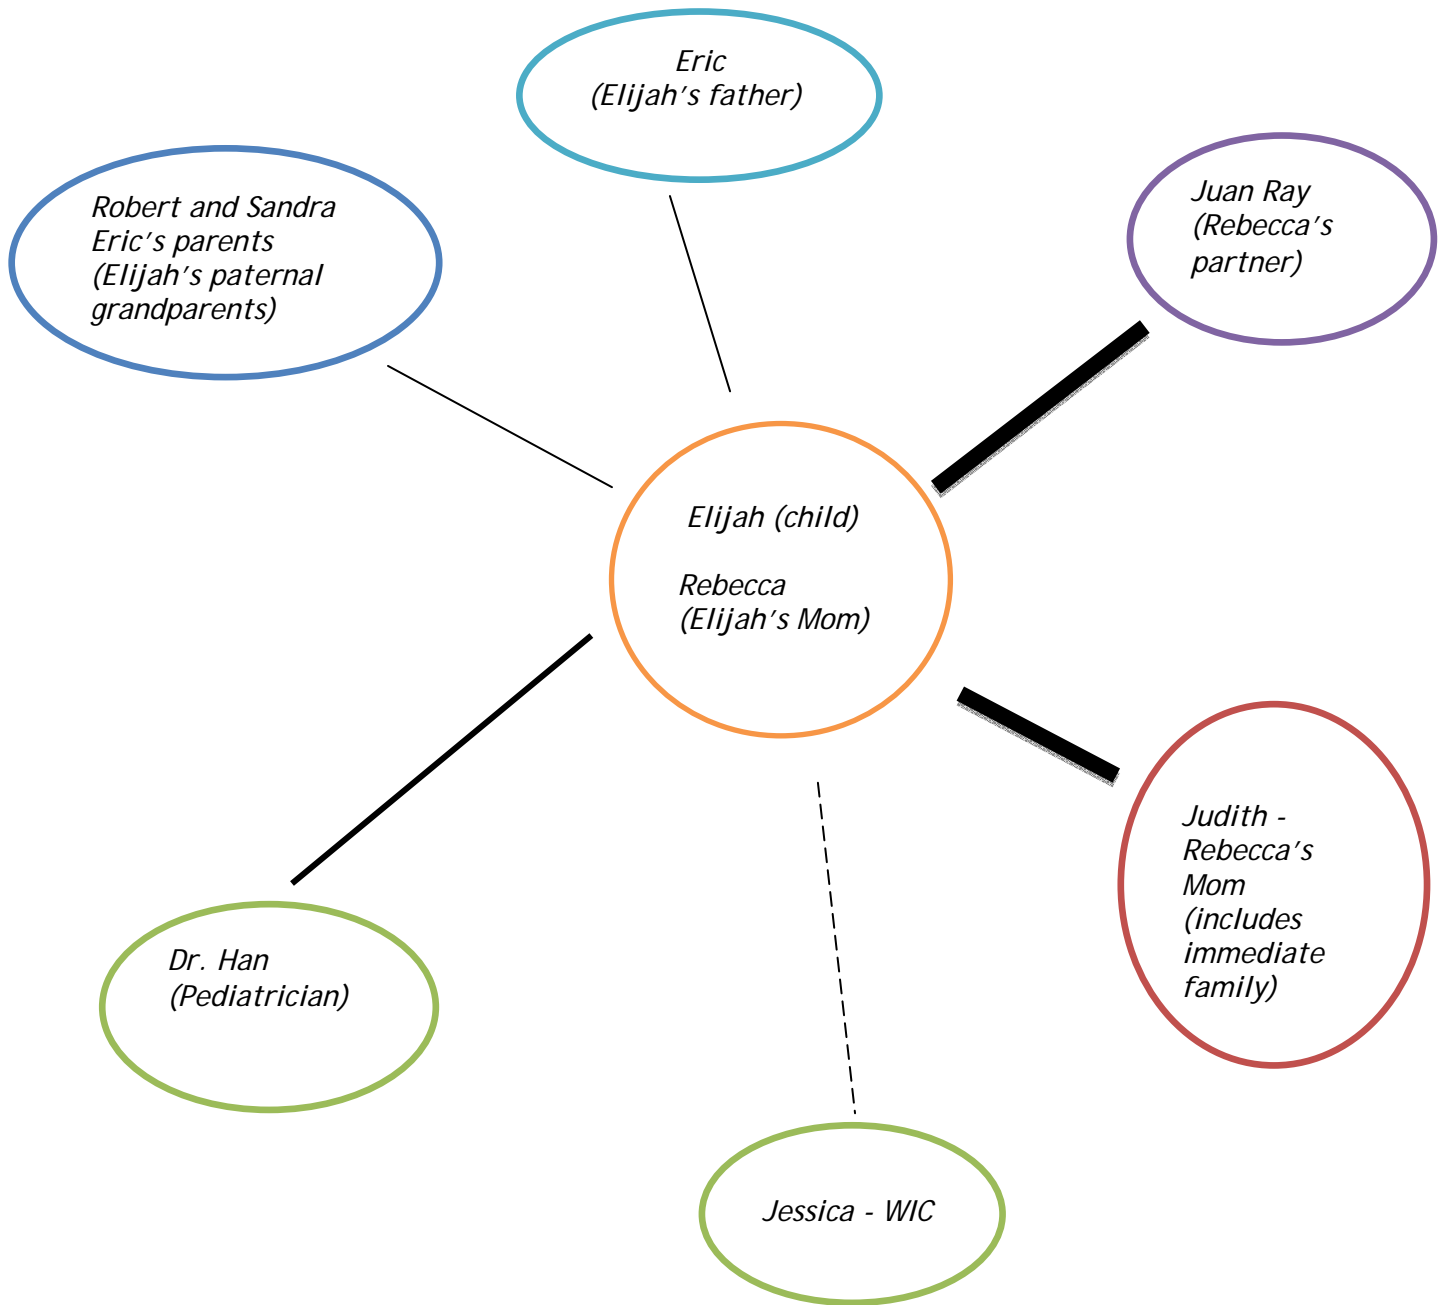 Eric
(Elijah's father)
Juan Ray
(Rebecca's
partner)
Robert and Sandra
Eric's parents
(Elijah's paternal
grandparents)
Elijah (child)
Rebecca
(Elijah's Mom)
Judith -
Rebecca's
Mom
(includes
immediate
family)
Dr. Han
(Pediatrician)
Jessica - WIC